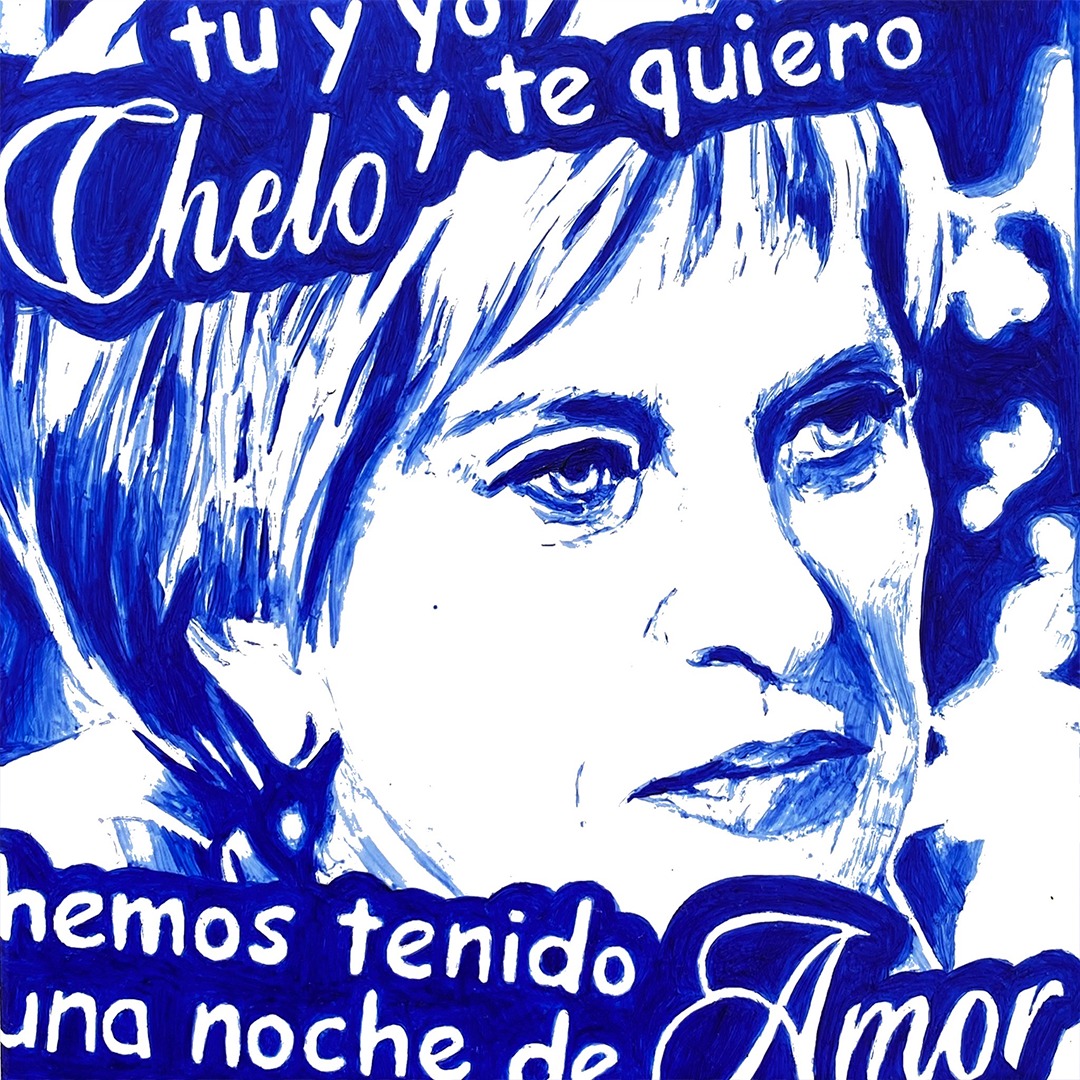 tu y yo
y te quiero
Chelo
hemos tenido
una noche de Amor